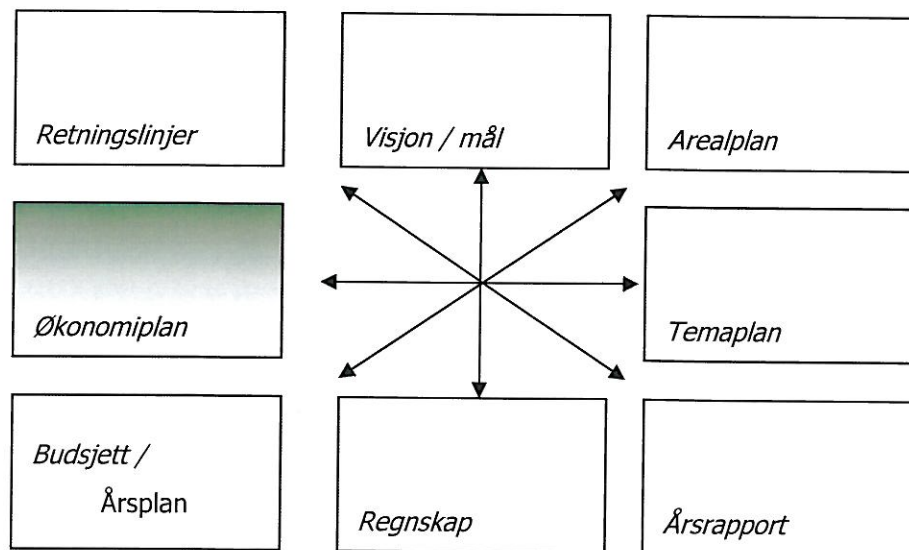 Retningslinjer
Visjon / mål
Arealplan
Økonomiplan
Temaplan
Budsjett /
Årsplan
Regnskap
Årsrapport